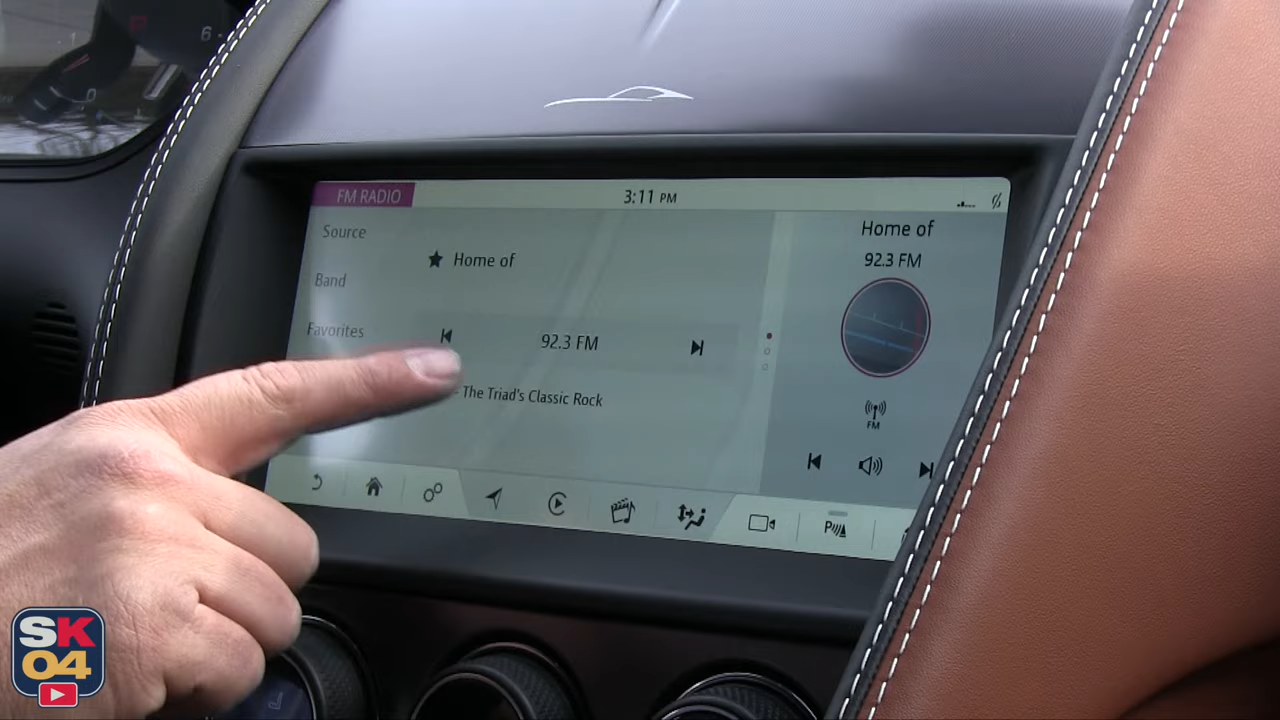 6
FM RADIO
3:11 PM
Source
Band
Favorites
Home of
92.3 FM
- The Triad's Classic Rock
Home of
92.3 FM
FM
P
SK
04